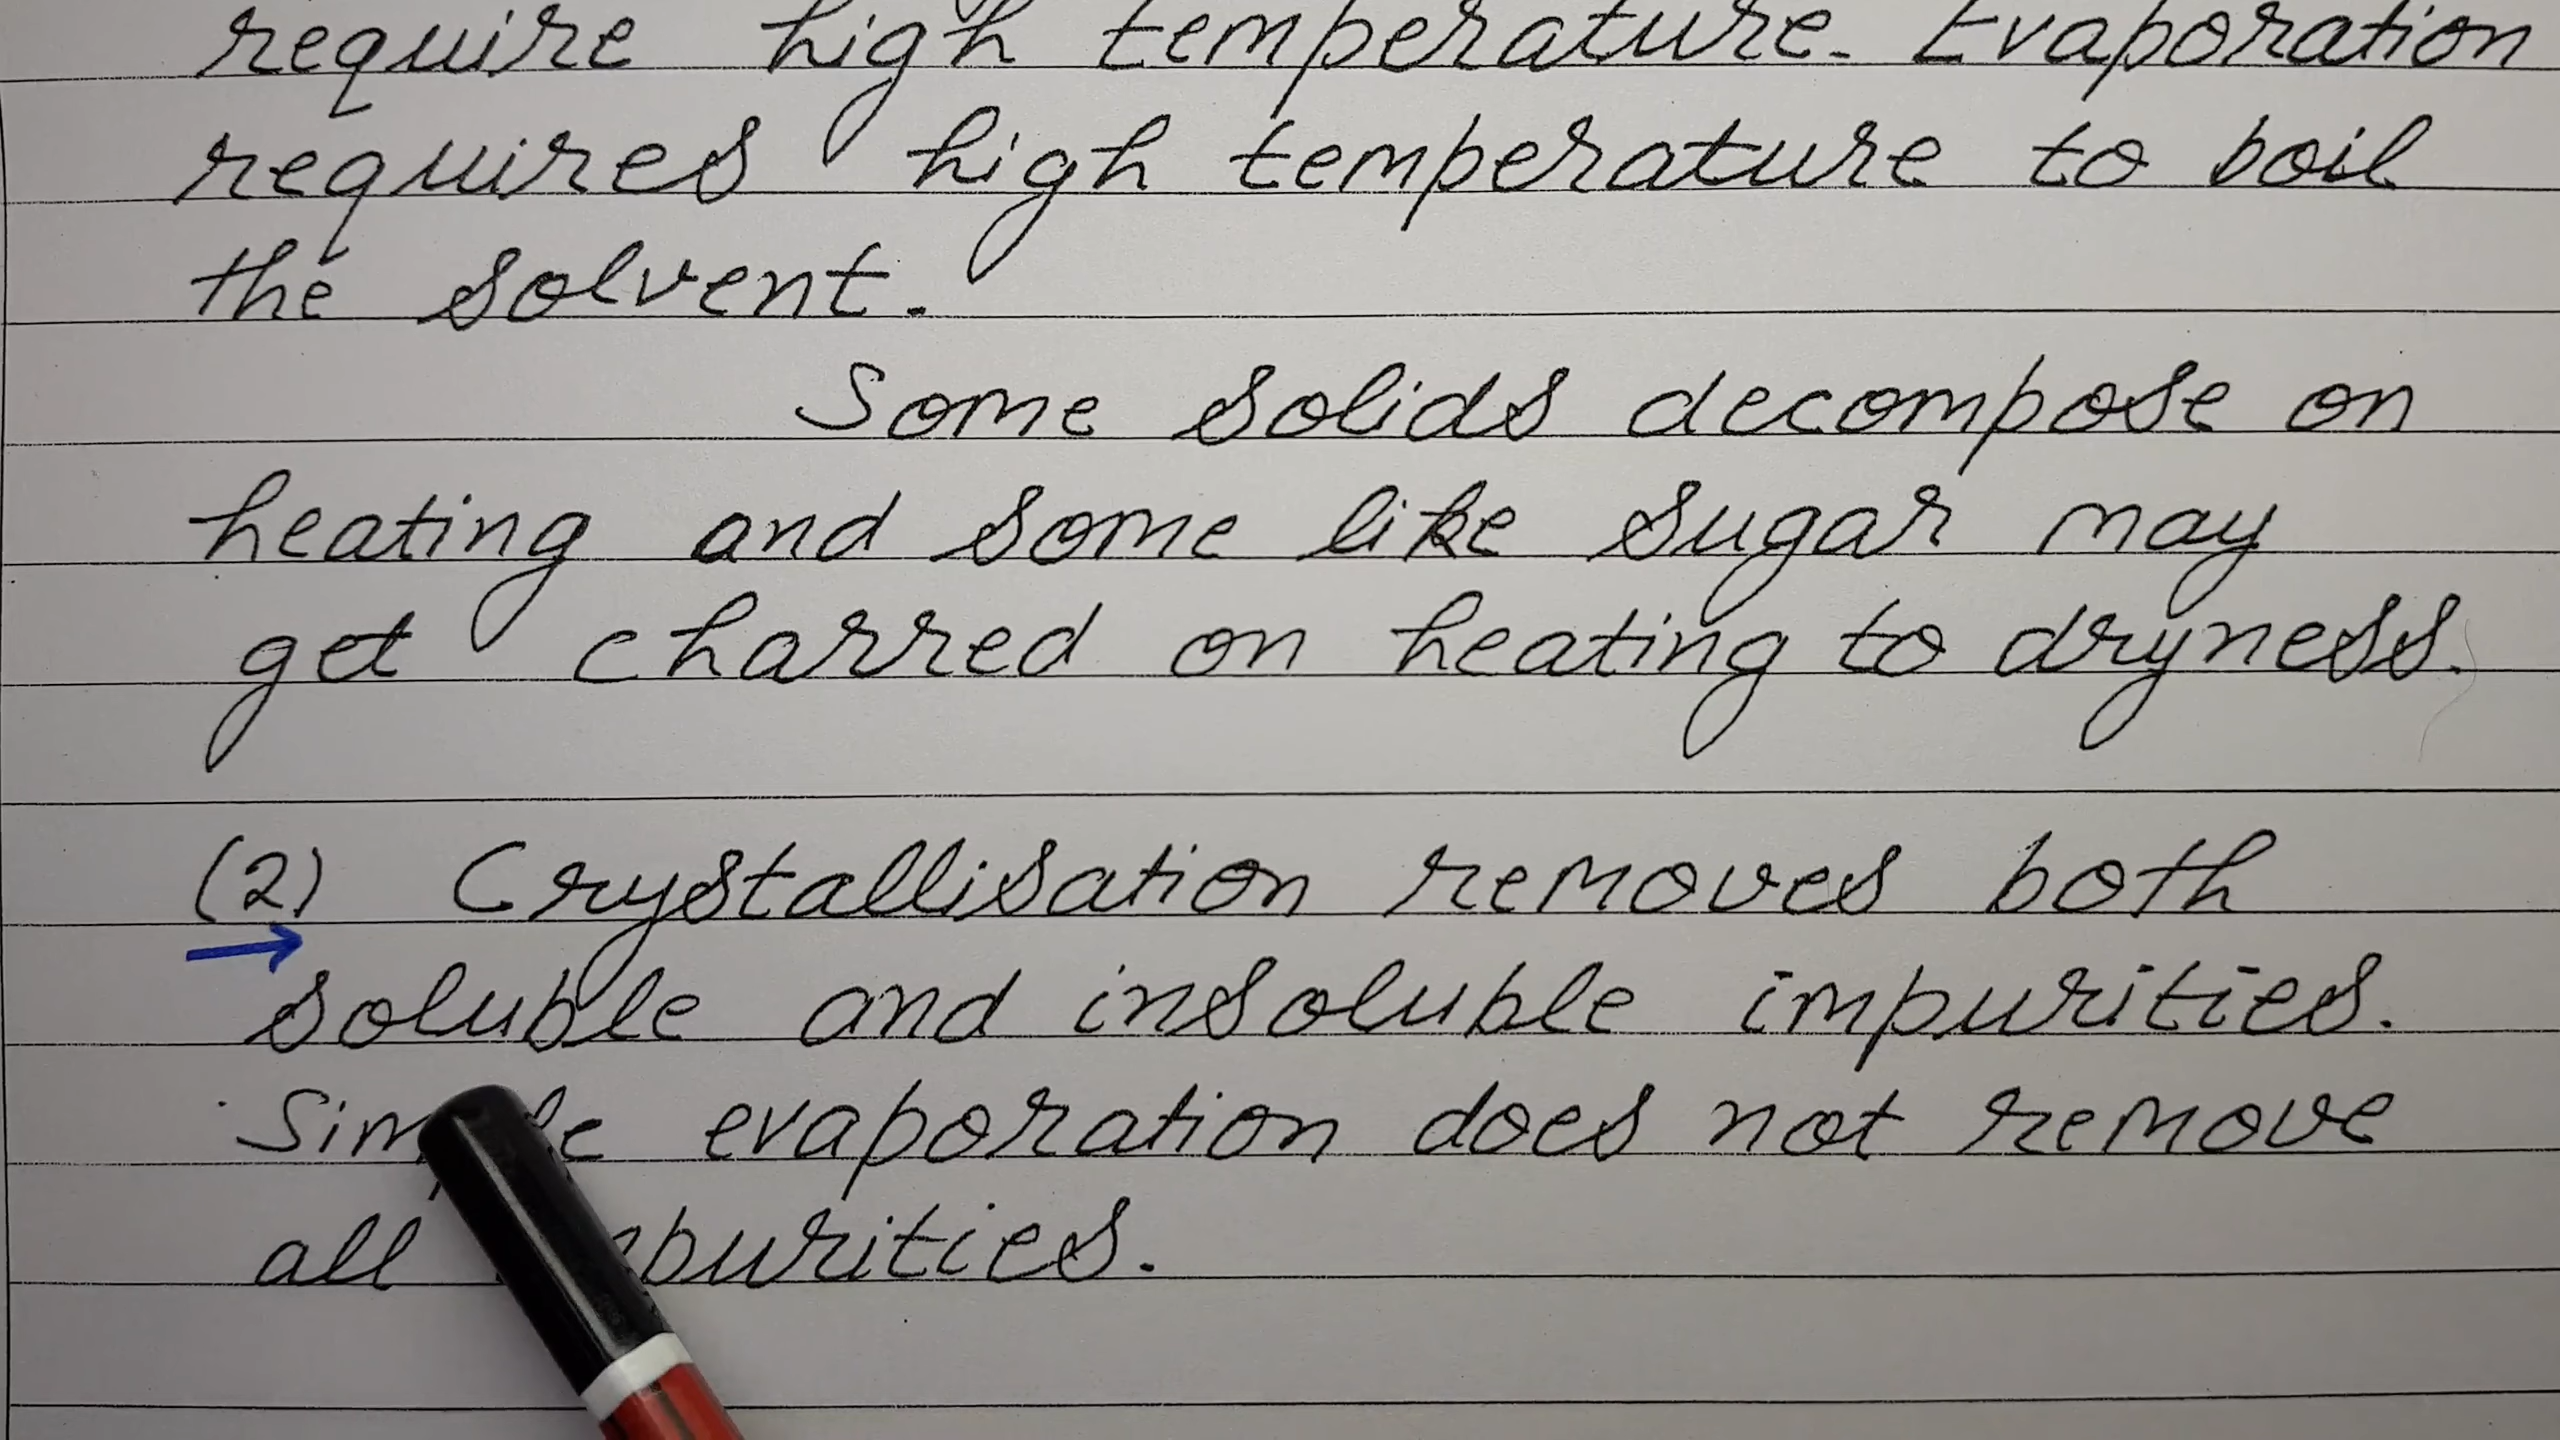 require high temperature. Evaporation
requires high temperature to boil
the solvent.
Some solids decompose on
heating and some like sugar may
get charred on heating to dryness.
(2) Crystallisation removes both
soluble and insoluble impurities.
Simple evaporation does not remove
all impurities.